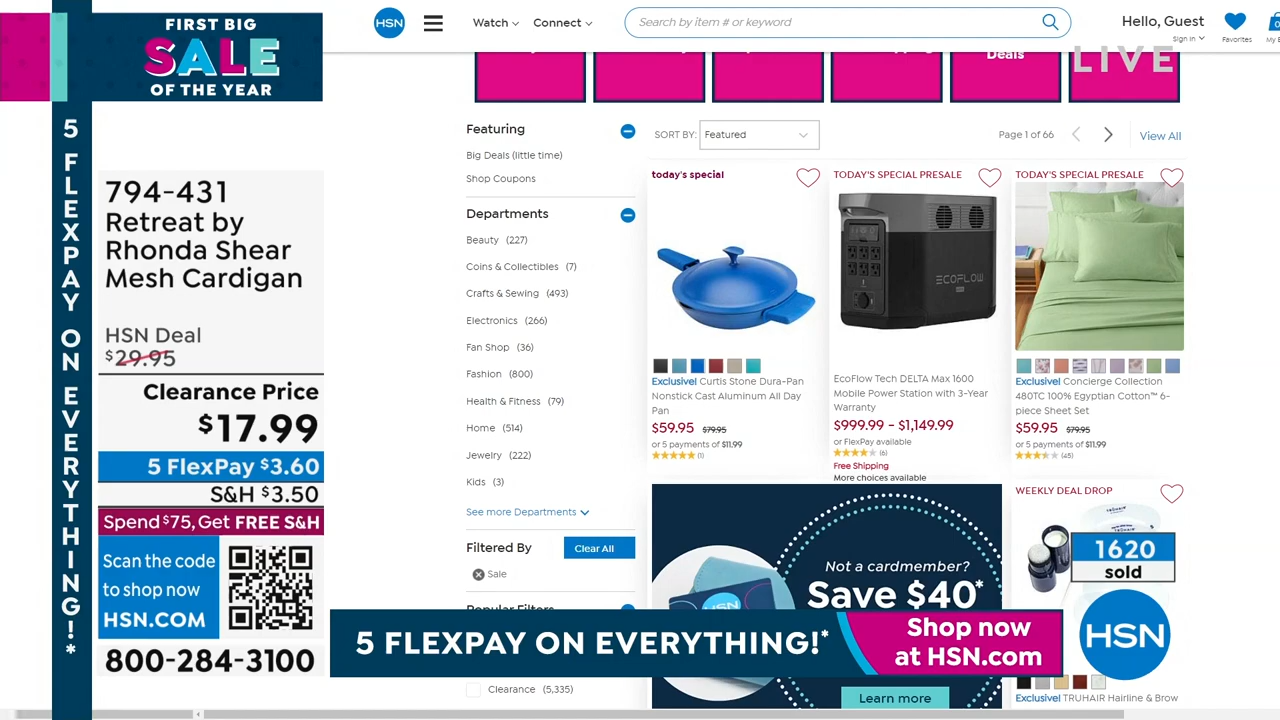 FIRST BIG
SALE
OF THE YEAR
5 FLEXPAY ON EVERYTHING!*
794-431
Retreat by
Rhonda Shear
Mesh Cardigan
HSN Deal
$29.95
Clearance Price
$17.99
5 FlexPay $3.60
S&H $3.50
Spend $75, Get FREE S&H
Scan the code
to shop now
HSN.COM
800-284-3100
HSN
Watch
Connect
Search by item # or keyword
Hello, Guest
Sign In
Favorites
0
Deals
LIVE
Featuring
Big Deals (little time)
Shop Coupons
Departments
Beauty (227)
Coins & Collectibles (7)
Crafts & Sewing (493)
Electronics (266)
Fan Shop (36)
Fashion (800)
Health & Fitness (79)
Home (514)
Jewelry (222)
Kids (3)
See more Departments
Filtered By
Clear All
Sale
Popular Filters
Clearance (5,335)
SORT BY:
Featured
Page 1 of 66
View All
today's special
Exclusive! Curtis Stone Dura-Pan
Nonstick Cast Aluminum All Day
Pan
$59.95 $79.95
or 5 payments of $11.99
(1)
TODAY'S SPECIAL PRESALE
ECOFLOW
EcoFlow Tech DELTA Max 1600
Mobile Power Station with 3-Year
Warranty
$999.99 - $1,149.99
or FlexPay available
(6)
Free Shipping
More choices available
TODAY'S SPECIAL PRESALE
Exclusive! Concierge Collection
480TC 100% Egyptian Cotton™ 6-
piece Sheet Set
$59.95 $79.95
or 5 payments of $11.99
(45)
HSN
Not a cardmember?
Save $40*
Learn more
WEEKLY DEAL DROP
TRUHAIR
1620
sold
Exclusive! TRUHAIR Hairline & Brow
5 FLEXPAY ON EVERYTHING!*
Shop now
at HSN.com
HSN